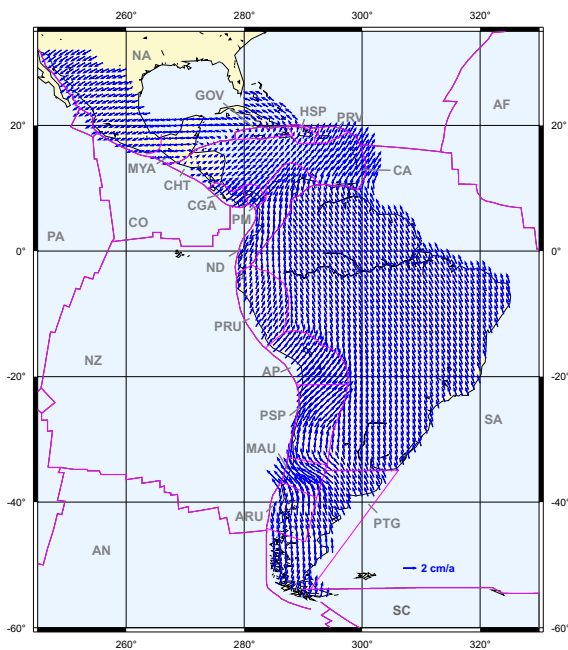 260° 280° 300° 320°
NA
GOV
HSP
PRV
AF
20° 20°
MYA
CHT
CA
CGA
CO
PM
PA
0° 0°
ND
PRU
NZ
AP
-20° -20°
PSP
SA
MAU
-40° -40°
ARU
PTG
AN
2 cm/a
SC
-60° -60°
260° 280° 300° 320°